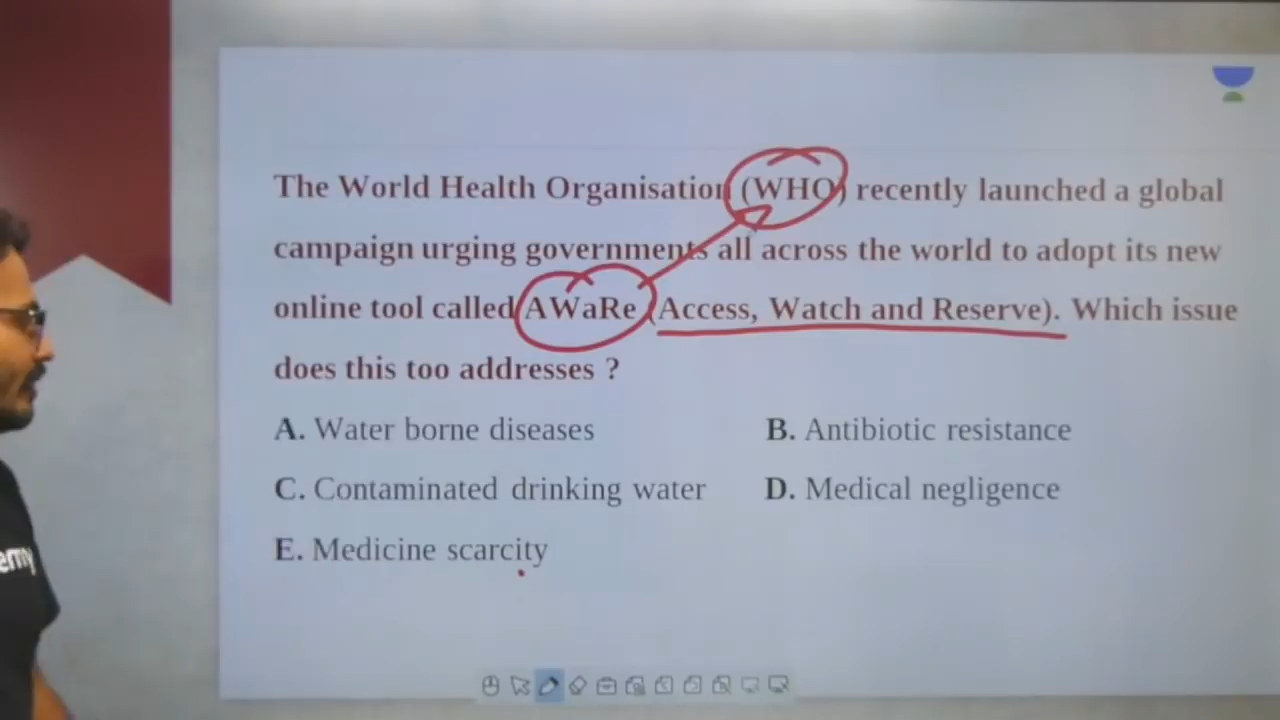 The World Health Organisation (WHO) recently launched a global
campaign urging governments all across the world to adopt its new
online tool called AWaRe (Access, Watch and Reserve). Which issue
does this too addresses ?
A. Water borne diseases B. Antibiotic resistance
C. Contaminated drinking water D. Medical negligence
E. Medicine scarcity
emy